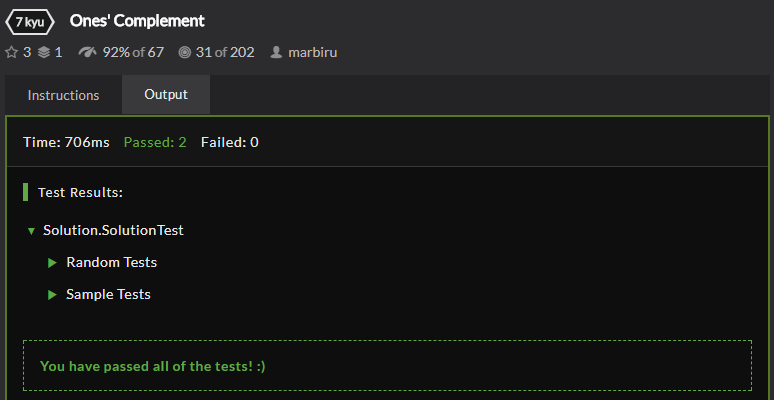 7 kyu Ones' Complement
3 1 92% of 67 31 of 202 marbiru
Instructions Output
Time: 706ms Passed: 2 Failed: 0
Test Results:
Solution.SolutionTest
Random Tests
Sample Tests
You have passed all of the tests! :)